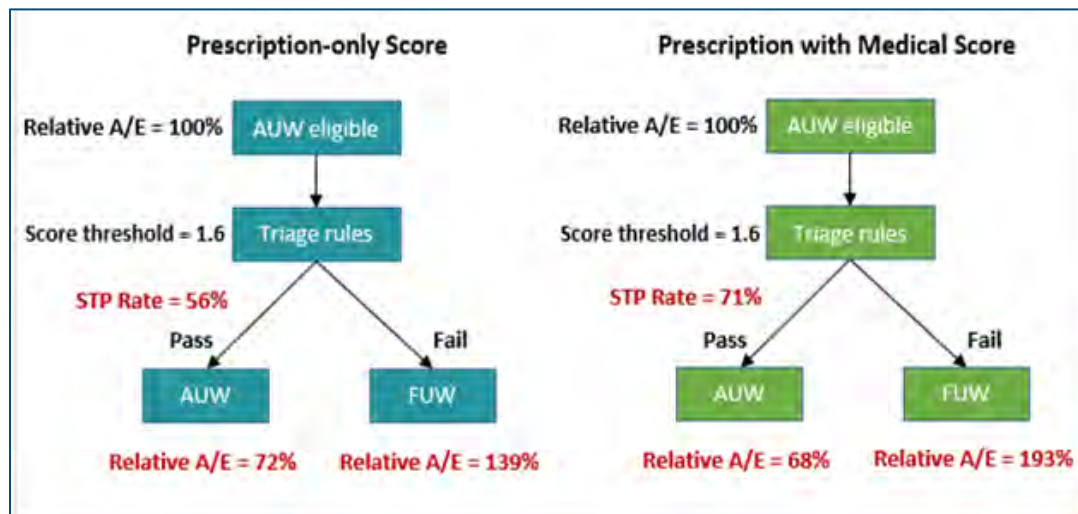 Prescription-only Score
Relative A/E = 100%
AUW eligible
Score threshold = 1.6
Triage rules
STP Rate = 56%
Pass
Fail
AUW
FUW
Relative A/E = 72%
Relative A/E = 139%
Prescription with Medical Score
Relative A/E = 100%
AUW eligible
Score threshold = 1.6
Triage rules
STP Rate = 71%
Pass
Fail
AUW
FUW
Relative A/E = 68%
Relative A/E = 193%